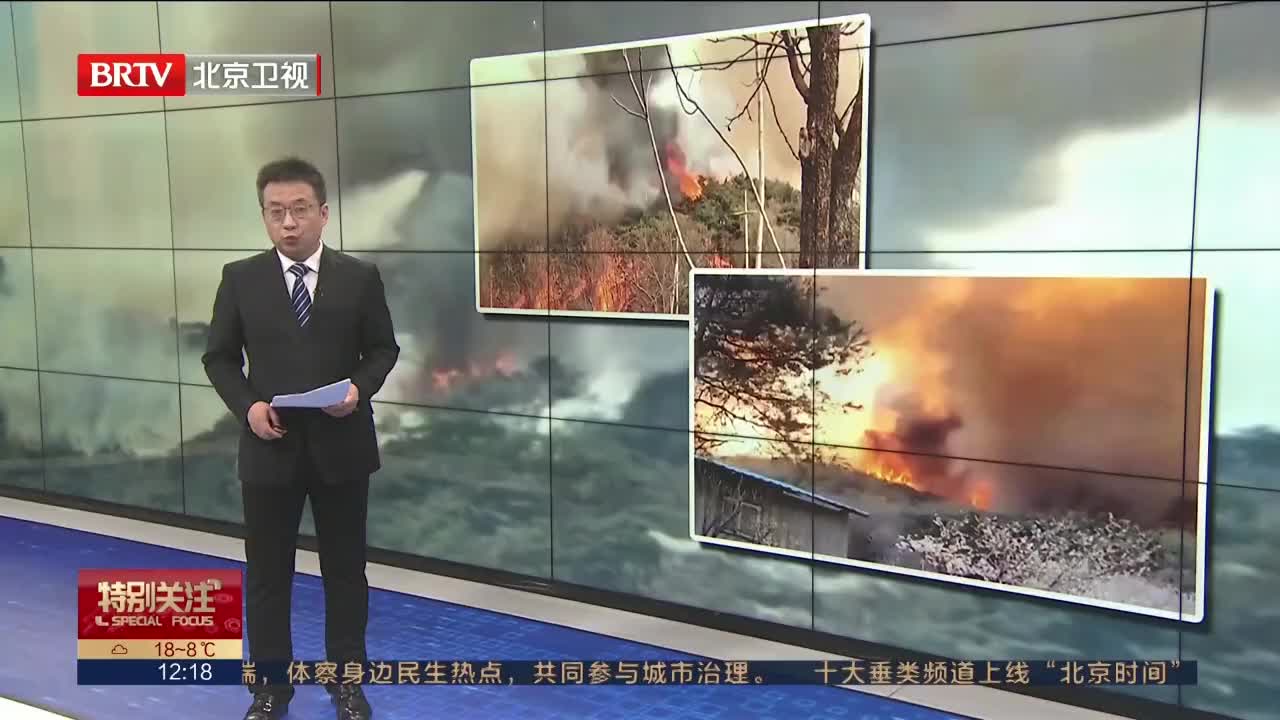 BRTV 北京卫视
特别关注
SPECIAL FOCUS
18~8℃
12:18
端，体察身边民生热点，共同参与城市治理。 十大垂类频道上线“北京时间”